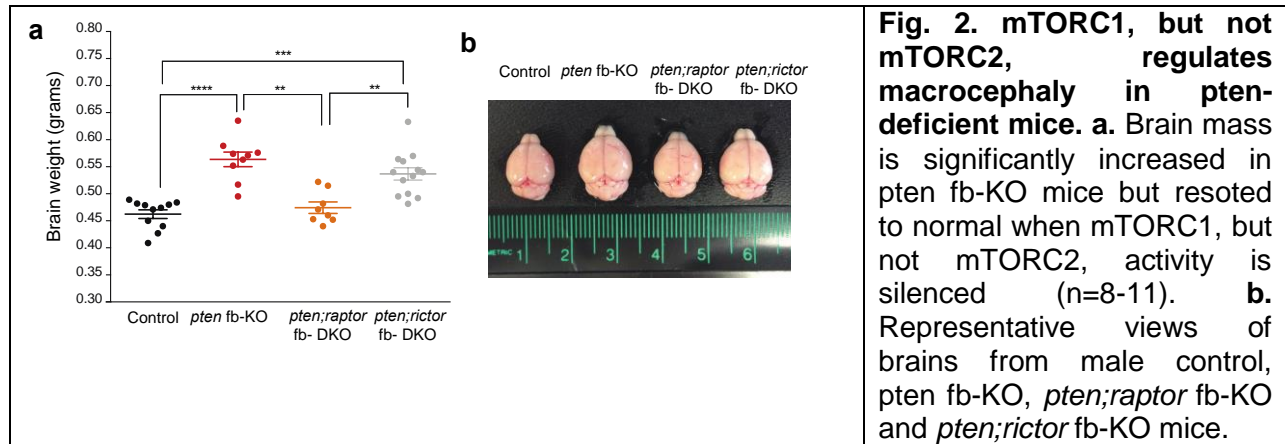 a
0.80
0.75
0.70
0.65
0.60
0.55
0.50
0.45
0.40
0.35
0.30
Brain weight (grams)
***
**** ** **
Control pten fb-KO pten;raptor pten;rictor
fb- DKO fb- DKO
b
Control pten fb-KO pten;raptor pten;rictor
fb- DKO fb- DKO
METRIC 1 2 3 4 5 6
Fig. 2. mTORC1, but not
mTORC2, regulates
macrocephaly in pten-
deficient mice. a. Brain mass
is significantly increased in
pten fb-KO mice but resoted
to normal when mTORC1, but
not mTORC2, activity is
silenced (n=8-11). b.
Representative views of
brains from male control,
pten fb-KO, pten;raptor fb-KO
and pten;rictor fb-KO mice.